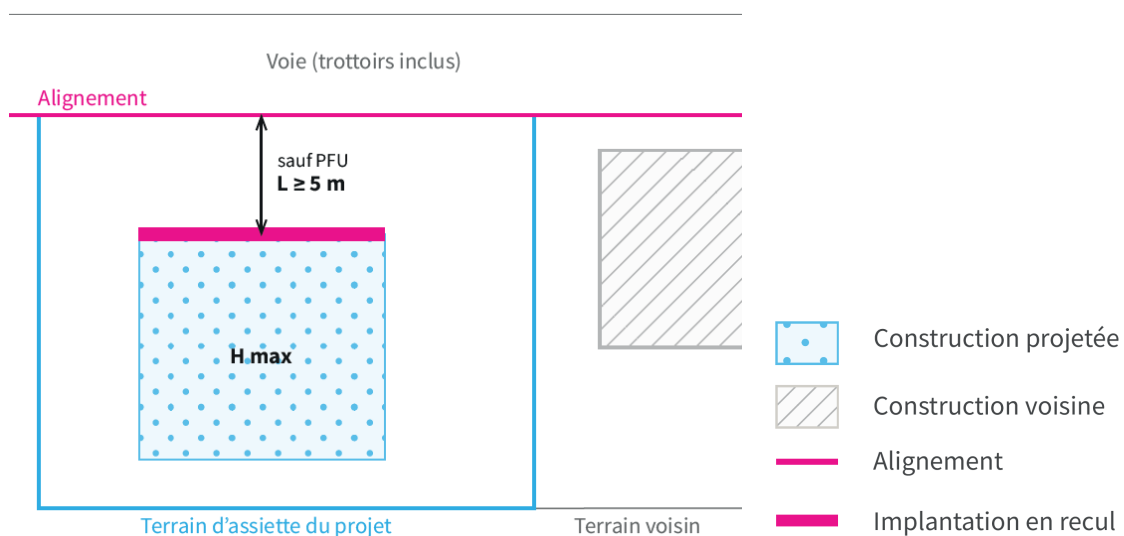 Voie (trottoirs inclus)
Alignement
sauf PFU
L ≥ 5 m
H max
Terrain d’assiette du projet
Terrain voisin
Construction projetée
Construction voisine
Alignement
Implantation en recul